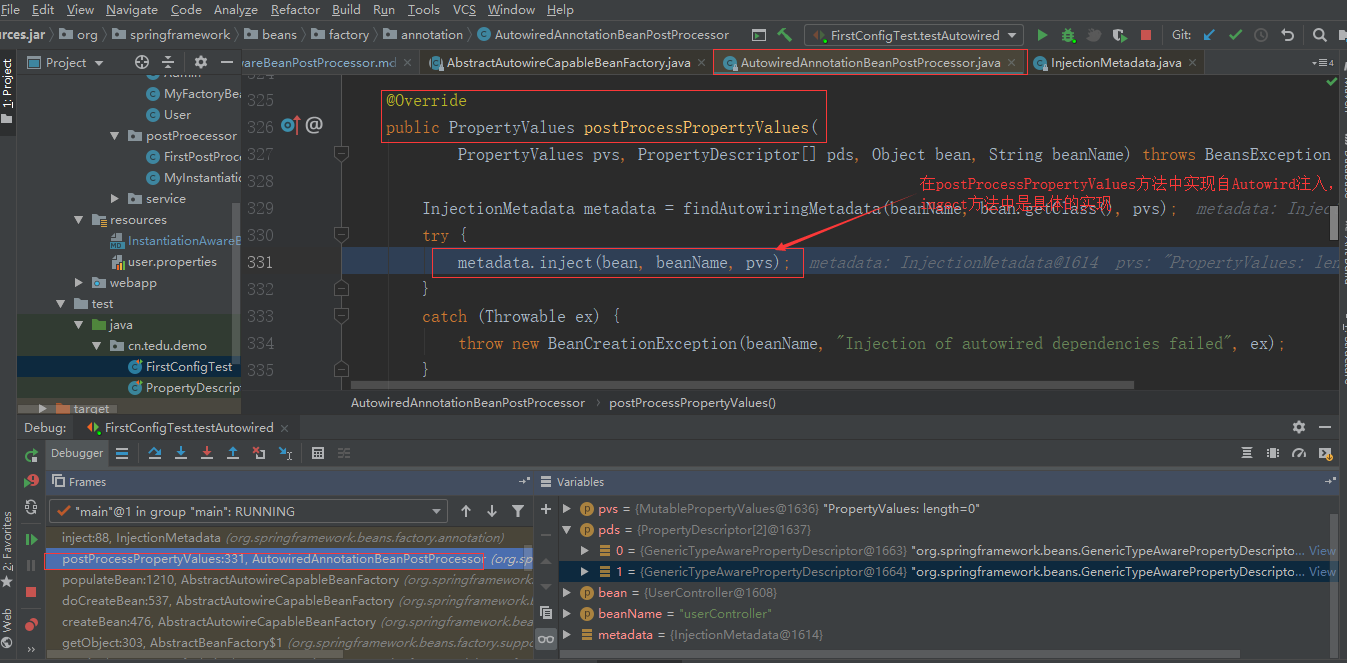 File Edit View Navigate Code Analyze Refactor Build Run Tools VCS Window Help
urces.jar org springframework beans factory annotation AutowiredAnnotationBeanPostProcessor FirstConfigTest.testAutowired Git:
1: Project
Project
wareBeanPostProcessor.md AbstractAutowireCapableBeanFactory.java AutowiredAnnotationBeanPostProcessor.java InjectionMetadata.java 4
MyFactoryBea
User
postProecessor
FirstPostProc
MyInstantiatic
service
resources
InstantiationAwareB
user.properties
webapp
test
java
cn.tedu.demo
FirstConfigTest
PropertyDescrip
target
325 @Override
326 public PropertyValues postProcessPropertyValues(
327 PropertyValues pvs, PropertyDescriptor[] pds, Object bean, String beanName) throws BeansException
328
在postProcessPropertyValues方法中实现自Autowird注入,
inject方法中是具体的实现
329 InjectionMetadata metadata = findAutowiringMetadata(beanName, bean.getClass(), pvs); metadata: Injec
330 try {
331 metadata.inject(bean, beanName, pvs); metadata: InjectionMetadata@1614 pvs: "PropertyValues: len
332 }
333 catch (Throwable ex) {
334 throw new BeanCreationException(beanName, "Injection of autowired dependencies failed", ex);
335 }
AutowiredAnnotationBeanPostProcessor › postProcessPropertyValues()
Debug: FirstConfigTest.testAutowired
Debugger
Frames
"main"@1 in group "main": RUNNING
inject:88, InjectionMetadata (org.springframework.beans.factory.annotation)
postProcessPropertyValues:331, AutowiredAnnotationBeanPostProcessor (org.sp
populateBean:1210, AbstractAutowireCapableBeanFactory (org.springframework.
doCreateBean:537, AbstractAutowireCapableBeanFactory (org.springframework.b
createBean:476, AbstractAutowireCapableBeanFactory (org.springframework.bea
getObject:303, AbstractBeanFactory$1 (org.springframework.beans.factory.suppo
Variables
pvs = {MutablePropertyValues@1636} "PropertyValues: length=0"
pds = {PropertyDescriptor[2]@1637}
0 = {GenericTypeAwarePropertyDescriptor@1663} "org.springframework.beans.GenericTypeAwarePropertyDescripto... View
1 = {GenericTypeAwarePropertyDescriptor@1664} "org.springframework.beans.GenericTypeAwarePropertyDescripto... View
bean = {UserController@1608}
beanName = "userController"
metadata = {InjectionMetadata@1614}
2: Favorites
Web